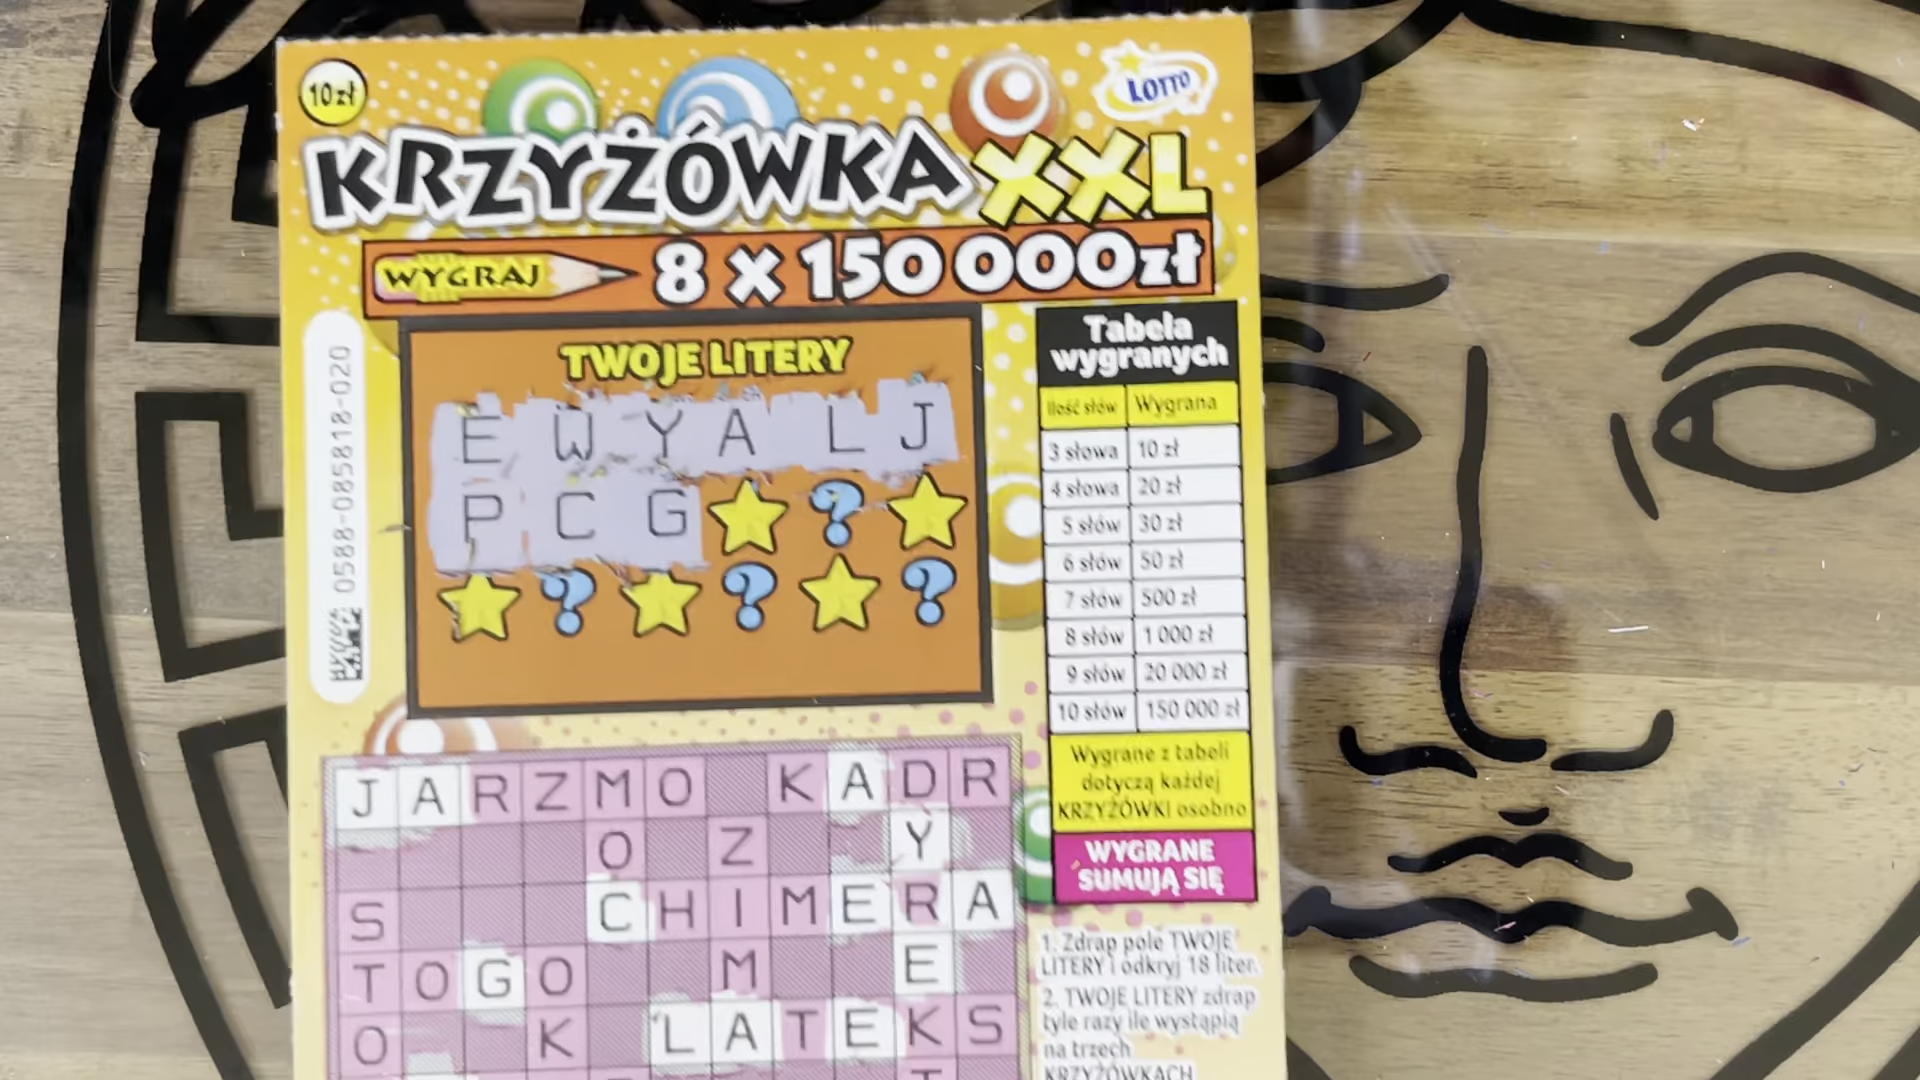 10 zł
LOTTO
KRZYŻÓWKA XXL
WYGRAJ 8 x 150 000 zł
TWOJE LITERY
E W Y A L J
P C G
0588-085818-020
Tabela
wygranych
Ilość słów Wygrana
3 słowa 10 zł
4 słowa 20 zł
5 słów 30 zł
6 słów 50 zł
7 słów 500 zł
8 słów 1 000 zł
9 słów 20 000 zł
10 słów 150 000 zł
Wygrane z tabeli
dotyczą każdej
KRZYŻÓWKI osobno
WYGRANE
SUMUJĄ SIĘ
J A R Z M O K A D R
O Z Y
S C H I M E R A
T O G O M E
O K L A T E K S
1. Zdrap pole TWOJE
LITERY i odkryj 18 liter.
2. TWOJE LITERY zdrap
tyle razy ile wystąpią
na trzech
KRZYŻÓWKACH